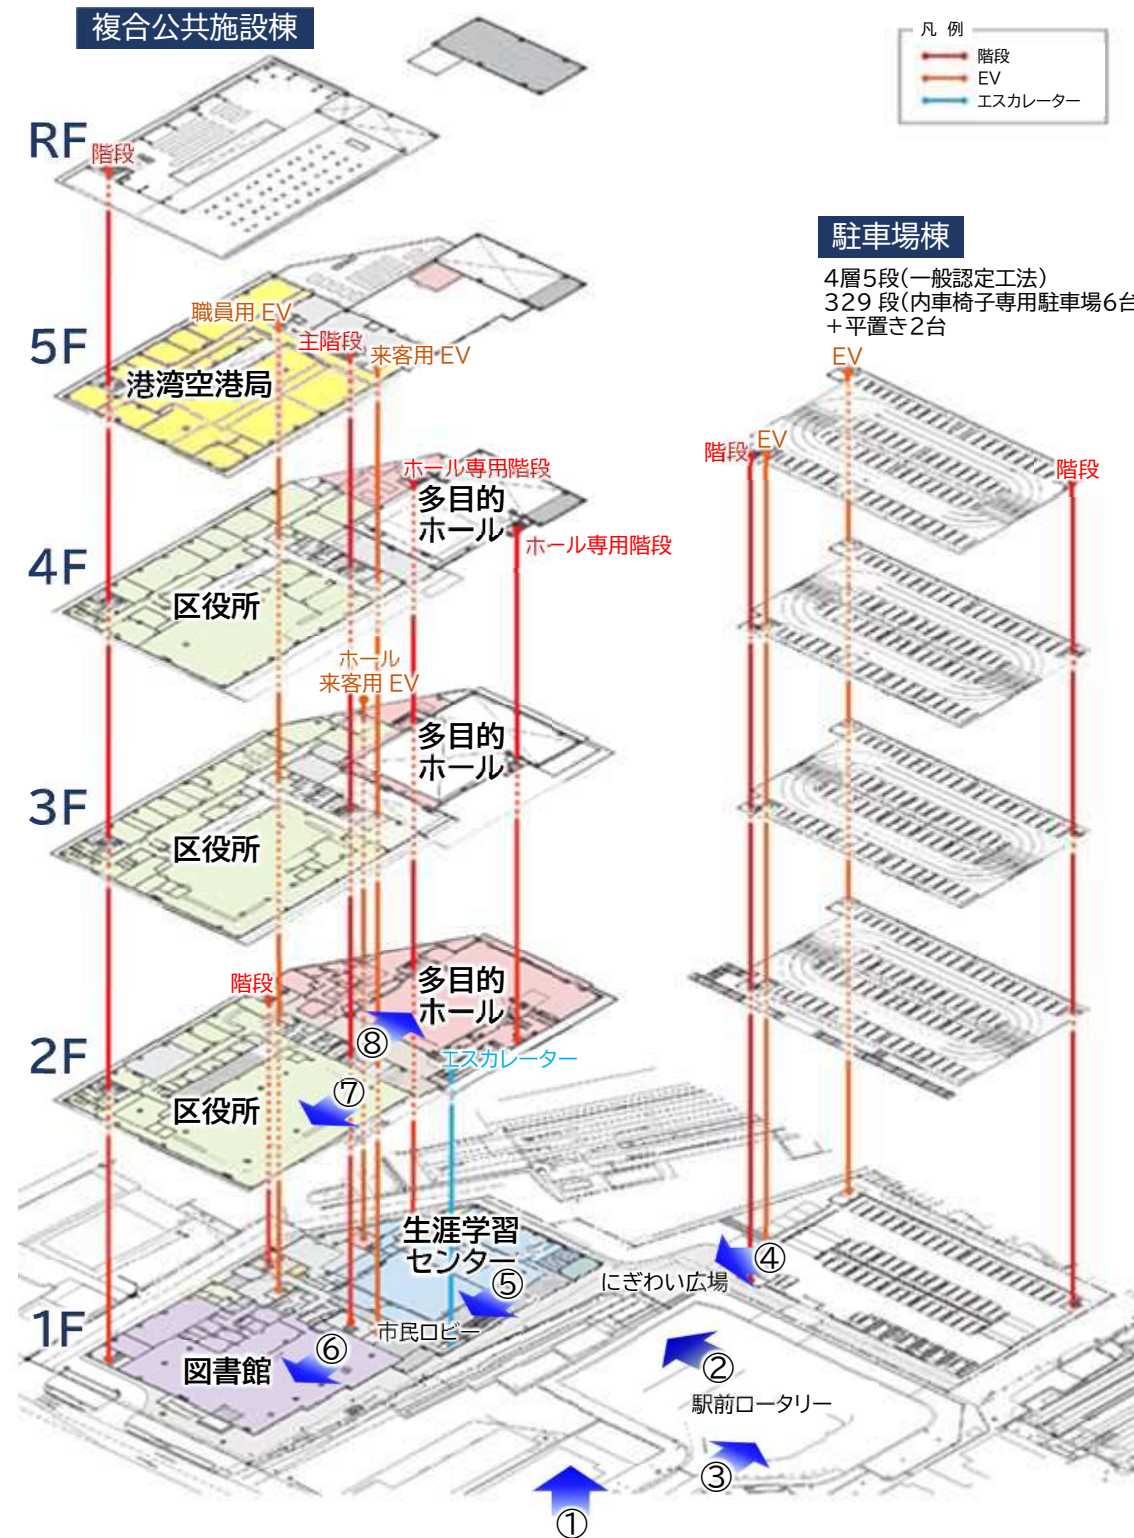 複合公共施設棟
凡 例
階段
EV
エスカレーター
RF
階段
駐車場棟
4層5段(一般認定工法)
329 段(内車椅子専用駐車場6台
＋平置き2台
5F
職員用 EV
主階段
来客用 EV
港湾空港局
EV
階段
EV
階段
4F
ホール専用階段
多目的
ホール
ホール専用階段
区役所
ホール
来客用 EV
3F
多目的
ホール
区役所
2F
階段
多目的
ホール
⑧
エスカレーター
⑦
区役所
1F
生涯学習
センター
⑤
にぎわい広場
④
市民ロビー
⑥
図書館
②
駅前ロータリー
③
①